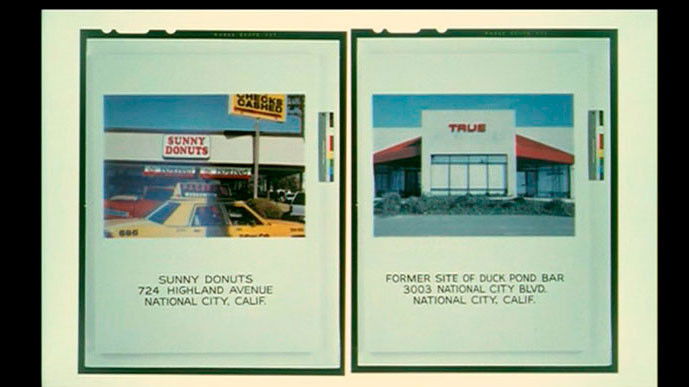 CHECKS
CASHED
SUNNY
DONUTS
686
SUNNY DONUTS
724 HIGHLAND AVENUE
NATIONAL CITY, CALIF.
TRUE
FORMER SITE OF DUCK POND BAR
3003 NATIONAL CITY BLVD.
NATIONAL CITY, CALIF.